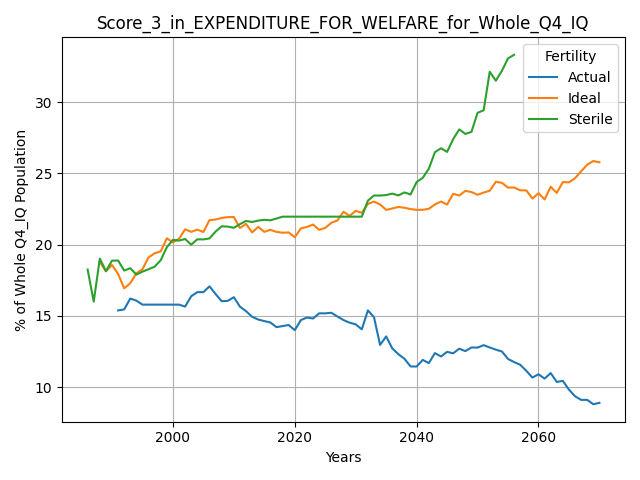 Score_3_in_EXPENDITURE_FOR_WELFARE_for_Whole_Q4_IQ
Fertility
Actual
Ideal
Sterile
% of Whole Q4_IQ Population
30
25
20
15
10
2000
2020
2040
2060
Years